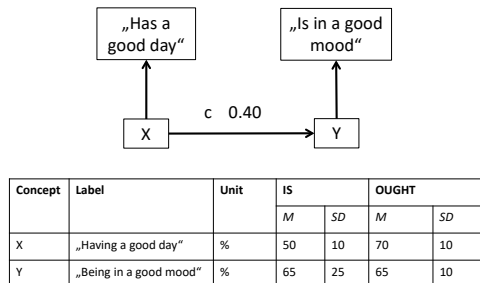 „Has a
good day“
„Is in a good
mood“
c 0.40
X
Y
Concept Label Unit IS OUGHT
M SD M SD
X „Having a good day“ % 50 10 70 10
Y „Being in a good mood“ % 65 25 65 10